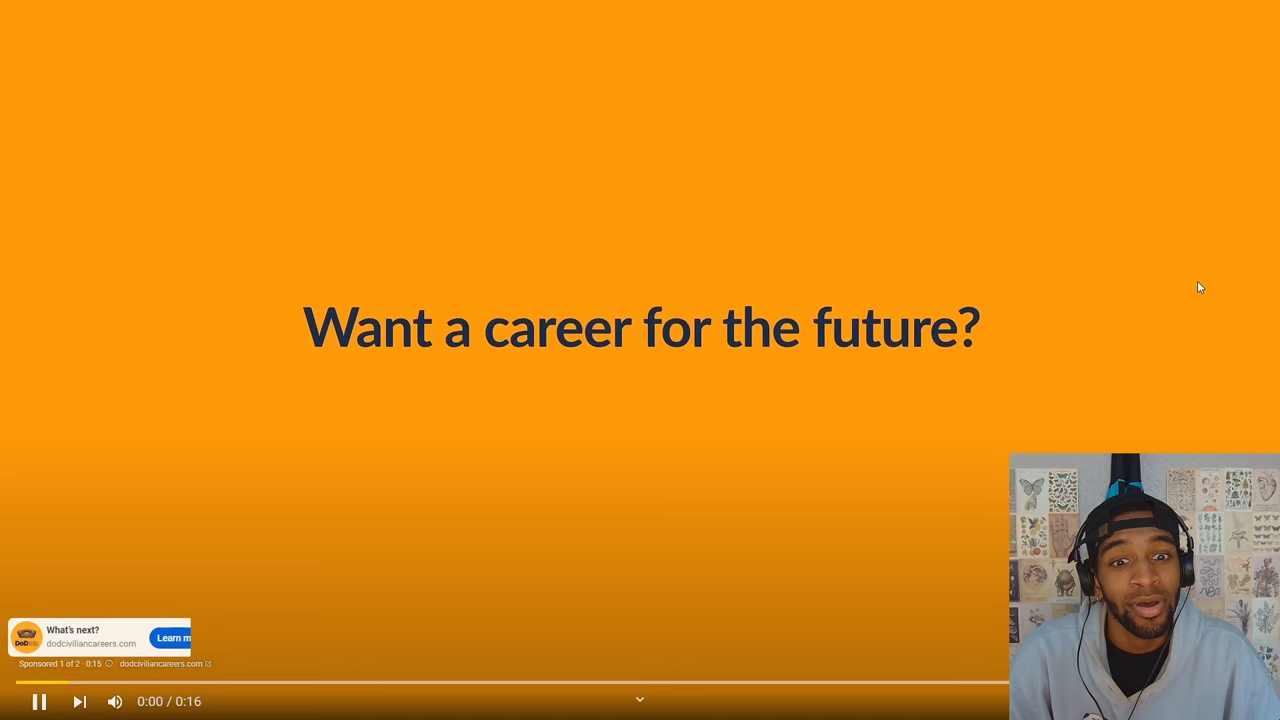 Want a career for the future?
What's next?
dodciviliancareers.com
Learn m
DoD
Sponsored 1 of 2 · 0:15 dodciviliancareers.com
0:00 / 0:16